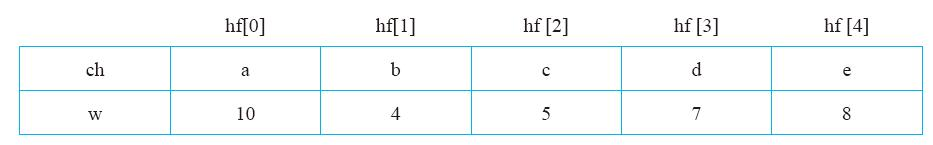 hf[0] hf[1] hf [2] hf [3] hf [4]
ch a b c d e
w 10 4 5 7 8